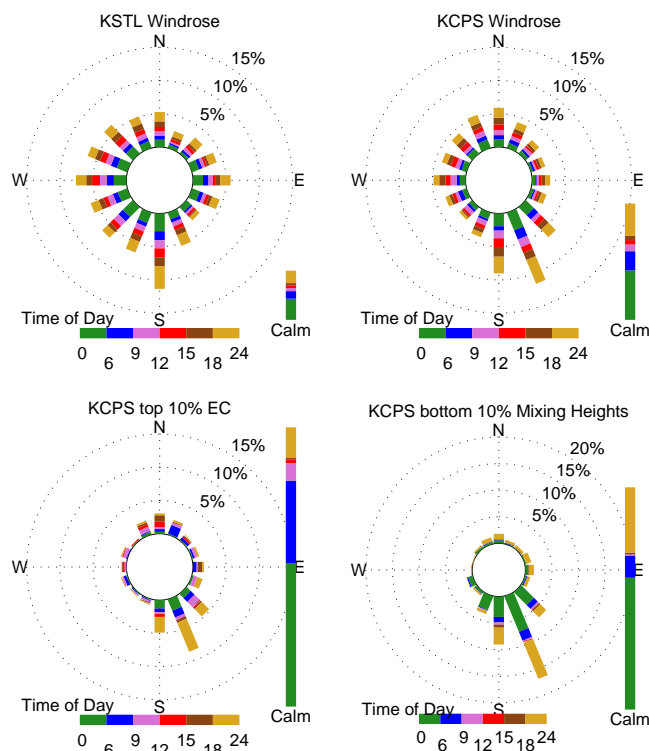 KSTL Windrose
N
15%
10%
5%
W
E
S
Time of Day
Calm
0 6 9 12 15 18 24
KCPS Windrose
N
15%
10%
5%
W
E
S
Time of Day
Calm
0 6 9 12 15 18 24
KCPS top 10% EC
N
15%
10%
5%
W
E
S
Time of Day
Calm
0 6 9 12 15 18 24
KCPS bottom 10% Mixing Heights
N
20%
15%
10%
5%
W
E
S
Time of Day
Calm
0 6 9 12 15 18 24